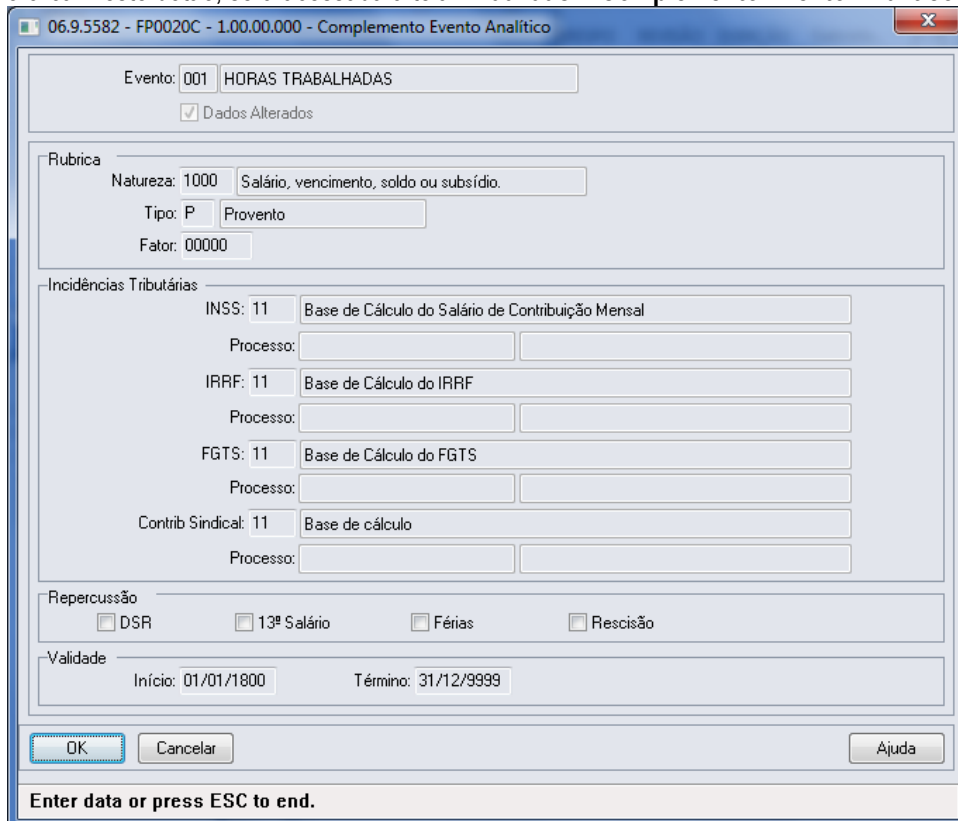 06.9.5582 - FP0020C - 1.00.00.000 - Complemento Evento Analítico
Evento: 001 HORAS TRABALHADAS
Dados Alterados
Rubrica
Natureza: 1000 Salário, vencimento, soldo ou subsídio.
Tipo: P Provento
Fator: 00000
Incidências Tributárias
INSS: 11 Base de Cálculo do Salário de Contribuição Mensal
Processo:
IRRF: 11 Base de Cálculo do IRRF
Processo:
FGTS: 11 Base de Cálculo do FGTS
Processo:
Contrib Sindical: 11 Base de cálculo
Processo:
Repercussão
DSR 13º Salário Férias Rescisão
Validade
Início: 01/01/1800 Término: 31/12/9999
OK Cancelar Ajuda
Enter data or press ESC to end.